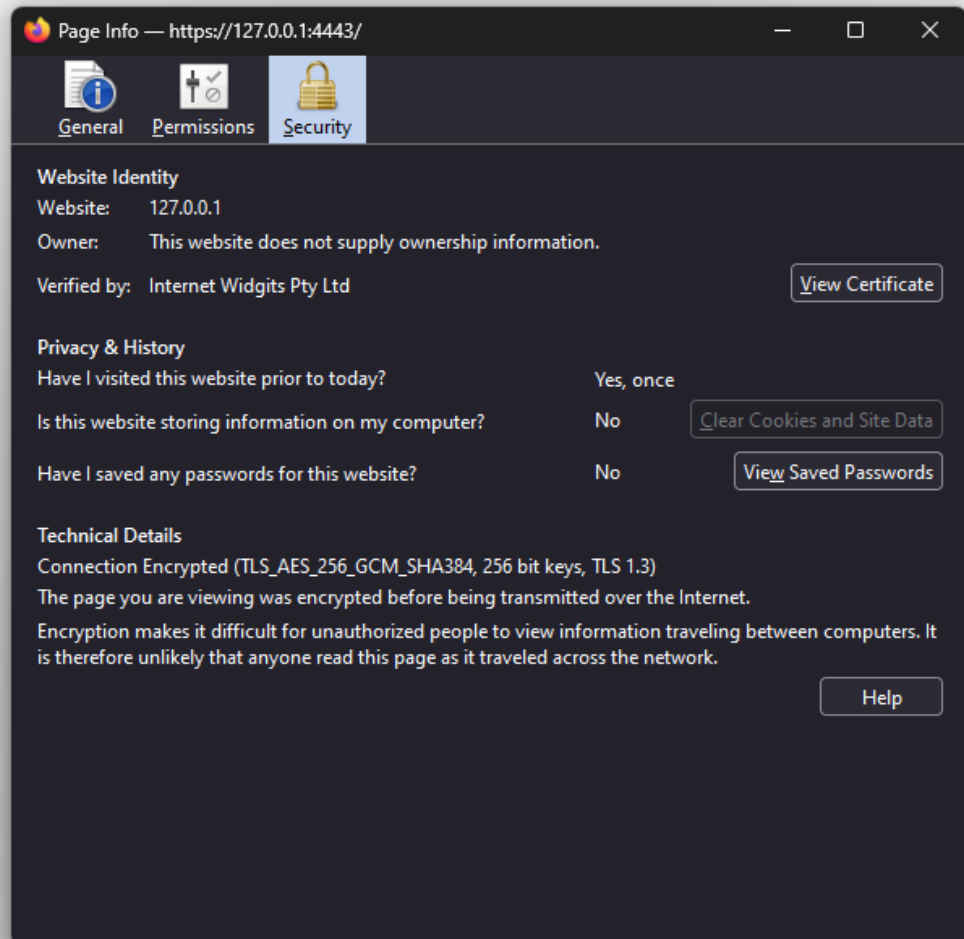 Page Info — https://127.0.0.1:4443/
General Permissions Security
Website Identity
Website: 127.0.0.1
Owner: This website does not supply ownership information.
Verified by: Internet Widgits Pty Ltd View Certificate
Privacy & History
Have I visited this website prior to today? Yes, once
Is this website storing information on my computer? No Clear Cookies and Site Data
Have I saved any passwords for this website? No View Saved Passwords
Technical Details
Connection Encrypted (TLS_AES_256_GCM_SHA384, 256 bit keys, TLS 1.3)
The page you are viewing was encrypted before being transmitted over the Internet.
Encryption makes it difficult for unauthorized people to view information traveling between computers. It
is therefore unlikely that anyone read this page as it traveled across the network.
Help